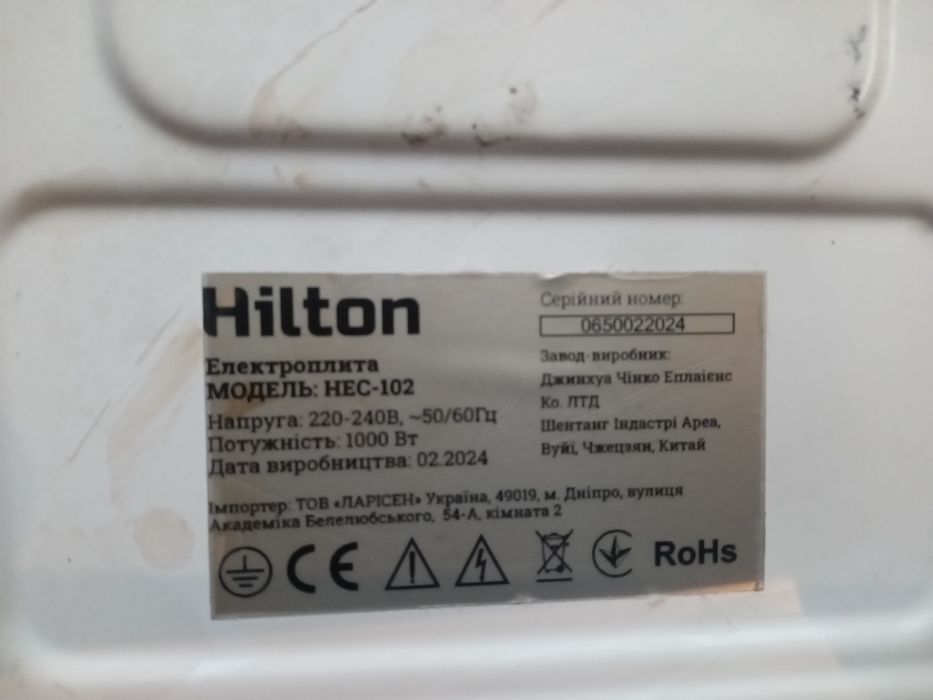 Hilton
Електроплита
МОДЕЛЬ: HEC-102
Напруга: 220-240В, ~50/60Гц
Потужність: 1000 Вт
Дата виробництва: 02.2024
Серійний номер:
0650022024
Завод-виробник:
Джинхуа Чінко Еплаієнс
Ко. ЛТД
Шентанг Індастрі Ареа,
Вуйї, Чжецзян, Китай
Імпортер: ТОВ «ЛАРІСЕН» Україна, 49019, м. Дніпро, вулиця
Академіка Белелюбського, 54-А, кімната 2
CE RoHs